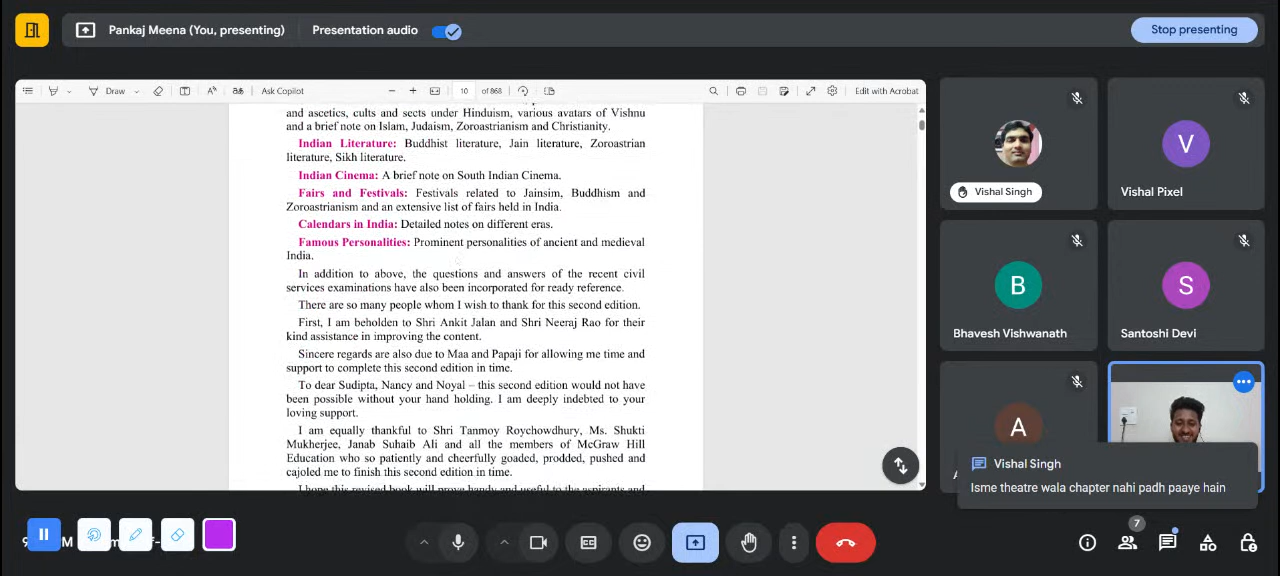 Pankaj Meena (You, presenting)
Presentation audio
Stop presenting
Draw
Ask Copilot
10
of 868
Edit with Acrobat
and ascetics, cults and sects under Hinduism, various avatars of Vishnu
and a brief note on Islam, Judaism, Zoroastrianism and Christianity.
Indian Literature: Buddhist literature, Jain literature, Zoroastrian
literature, Sikh literature.
Indian Cinema: A brief note on South Indian Cinema.
Fairs and Festivals: Festivals related to Jainsim, Buddhism and
Zoroastrianism and an extensive list of fairs held in India.
Calendars in India: Detailed notes on different eras.
Famous Personalities: Prominent personalities of ancient and medieval
India.
In addition to above, the questions and answers of the recent civil
services examinations have also been incorporated for ready reference.
There are so many people whom I wish to thank for this second edition.
First, I am beholden to Shri Ankit Jalan and Shri Neeraj Rao for their
kind assistance in improving the content.
Sincere regards are also due to Maa and Papaji for allowing me time and
support to complete this second edition in time.
To dear Sudipta, Nancy and Noyal – this second edition would not have
been possible without your hand holding. I am deeply indebted to your
loving support.
I am equally thankful to Shri Tanmoy Roychowdhury, Ms. Shukti
Mukherjee, Janab Suhaib Ali and all the members of McGraw Hill
Education who so patiently and cheerfully goaded, prodded, pushed and
cajoled me to finish this second edition in time.
I hope this revised book will prove handy and useful to the aspirants and
Vishal Singh
V
Vishal Pixel
B
Bhavesh Vishwanath
S
Santoshi Devi
A
Vishal Singh
Isme theatre wala chapter nahi padh paaye hain
7